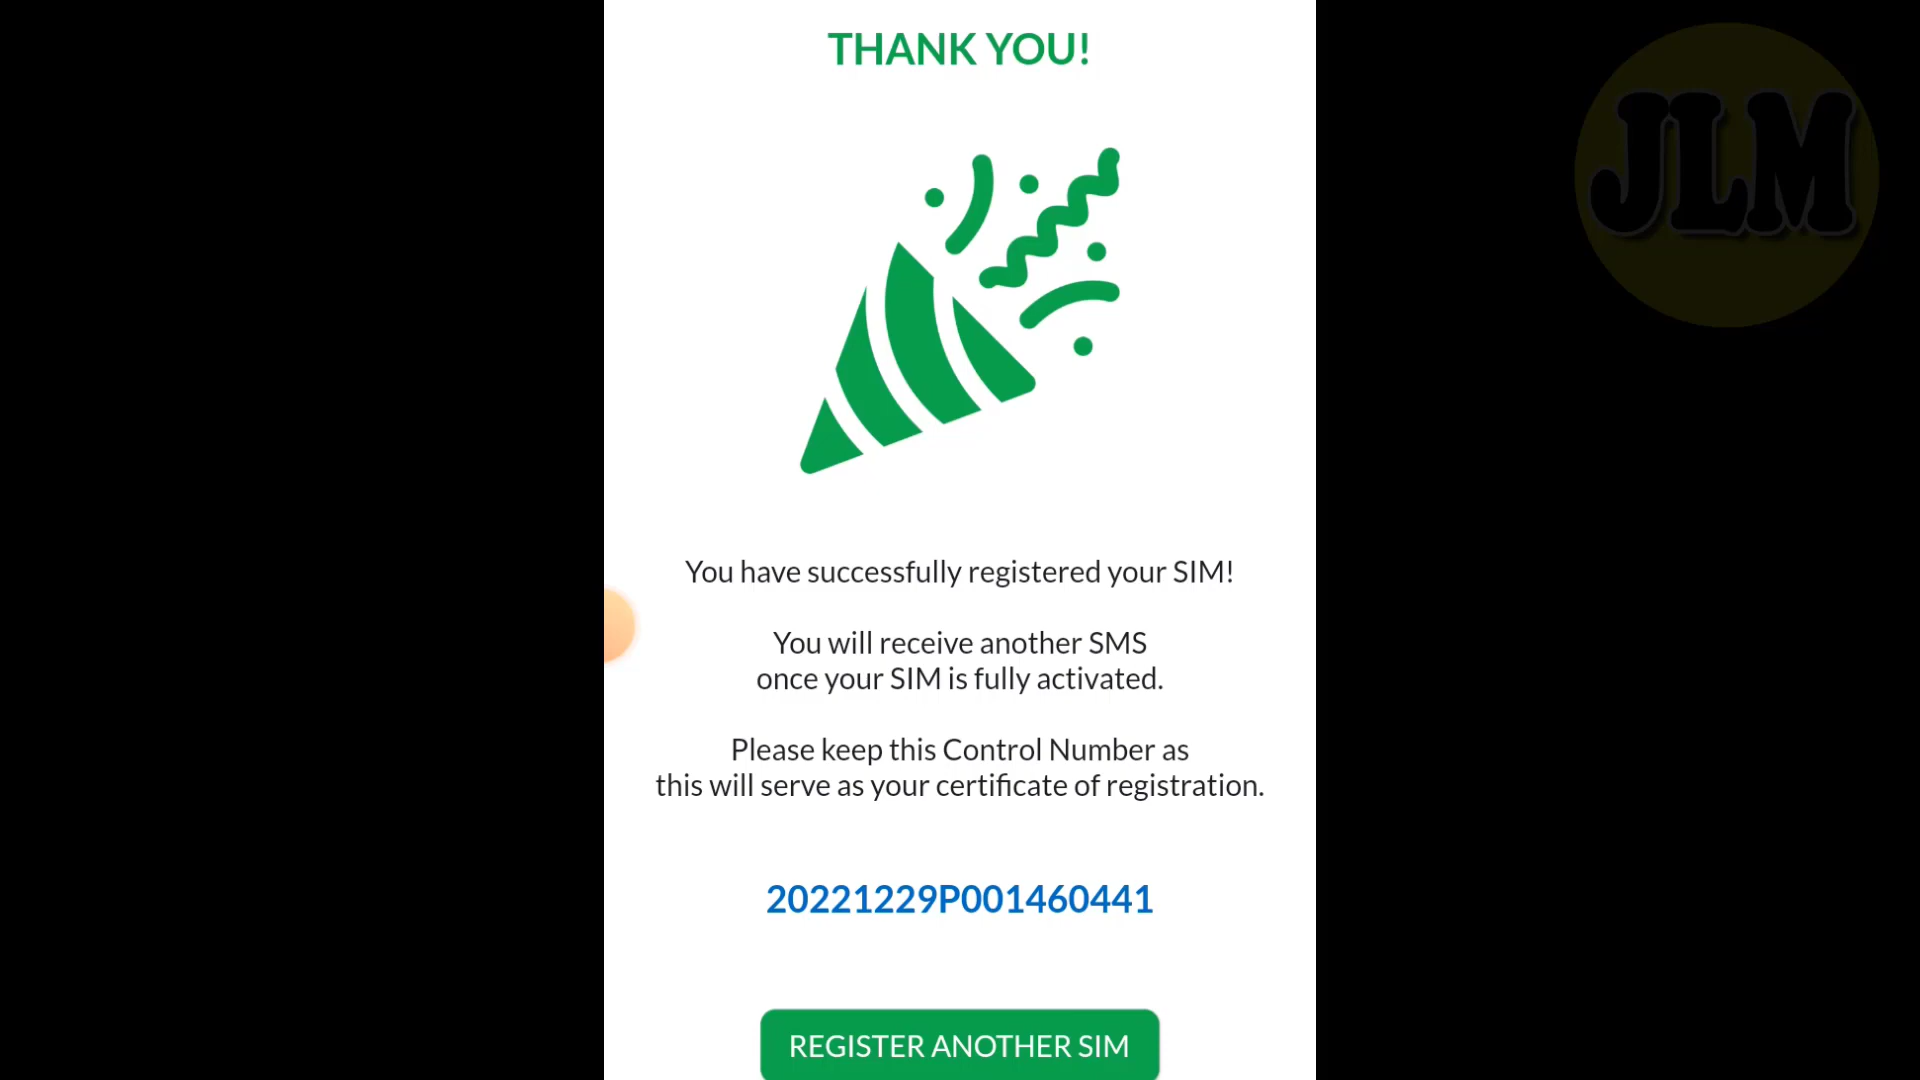 THANK YOU!
JLM
You have successfully registered your SIM!
You will receive another SMS
once your SIM is fully activated.
Please keep this Control Number as
this will serve as your certificate of registration.
20221229P001460441
REGISTER ANOTHER SIM